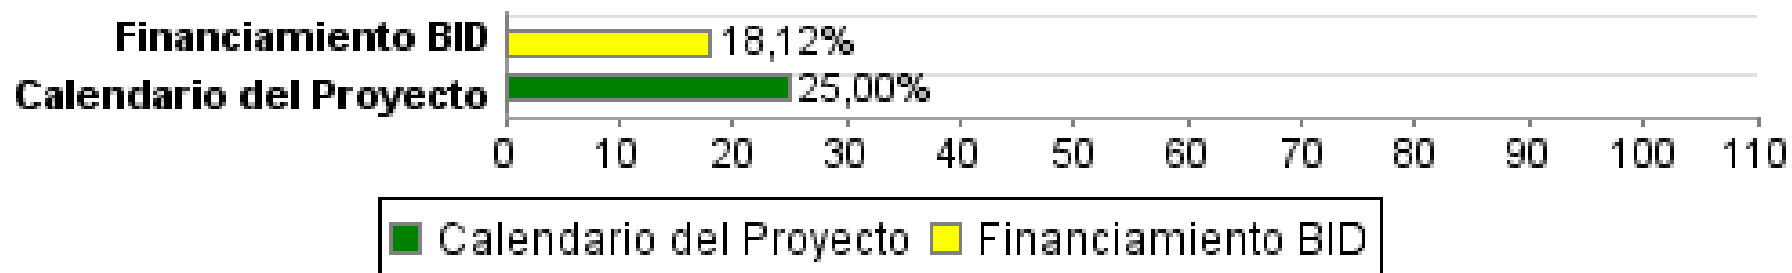 Financiamiento BID 18,12%
Calendario del Proyecto 25,00%
0 10 20 30 40 50 60 70 80 90 100 110
Calendario del Proyecto Financiamiento BID